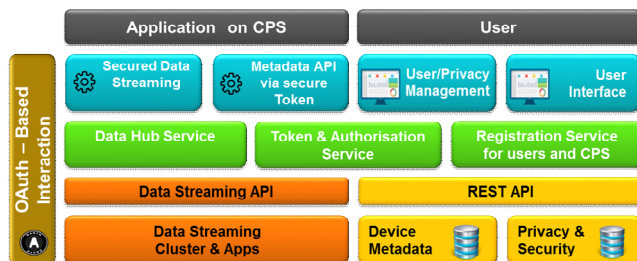 Application on CPS
User
OAuth – Based
Interaction
Secured Data
Streaming
Metadata API
via secure
Token
User/Privacy
Management
User
Interface
Data Hub Service
Token & Authorisation
Service
Registration Service
for users and CPS
Data Streaming API
REST API
Data Streaming
Cluster & Apps
Device
Metadata
Privacy &
Security
A